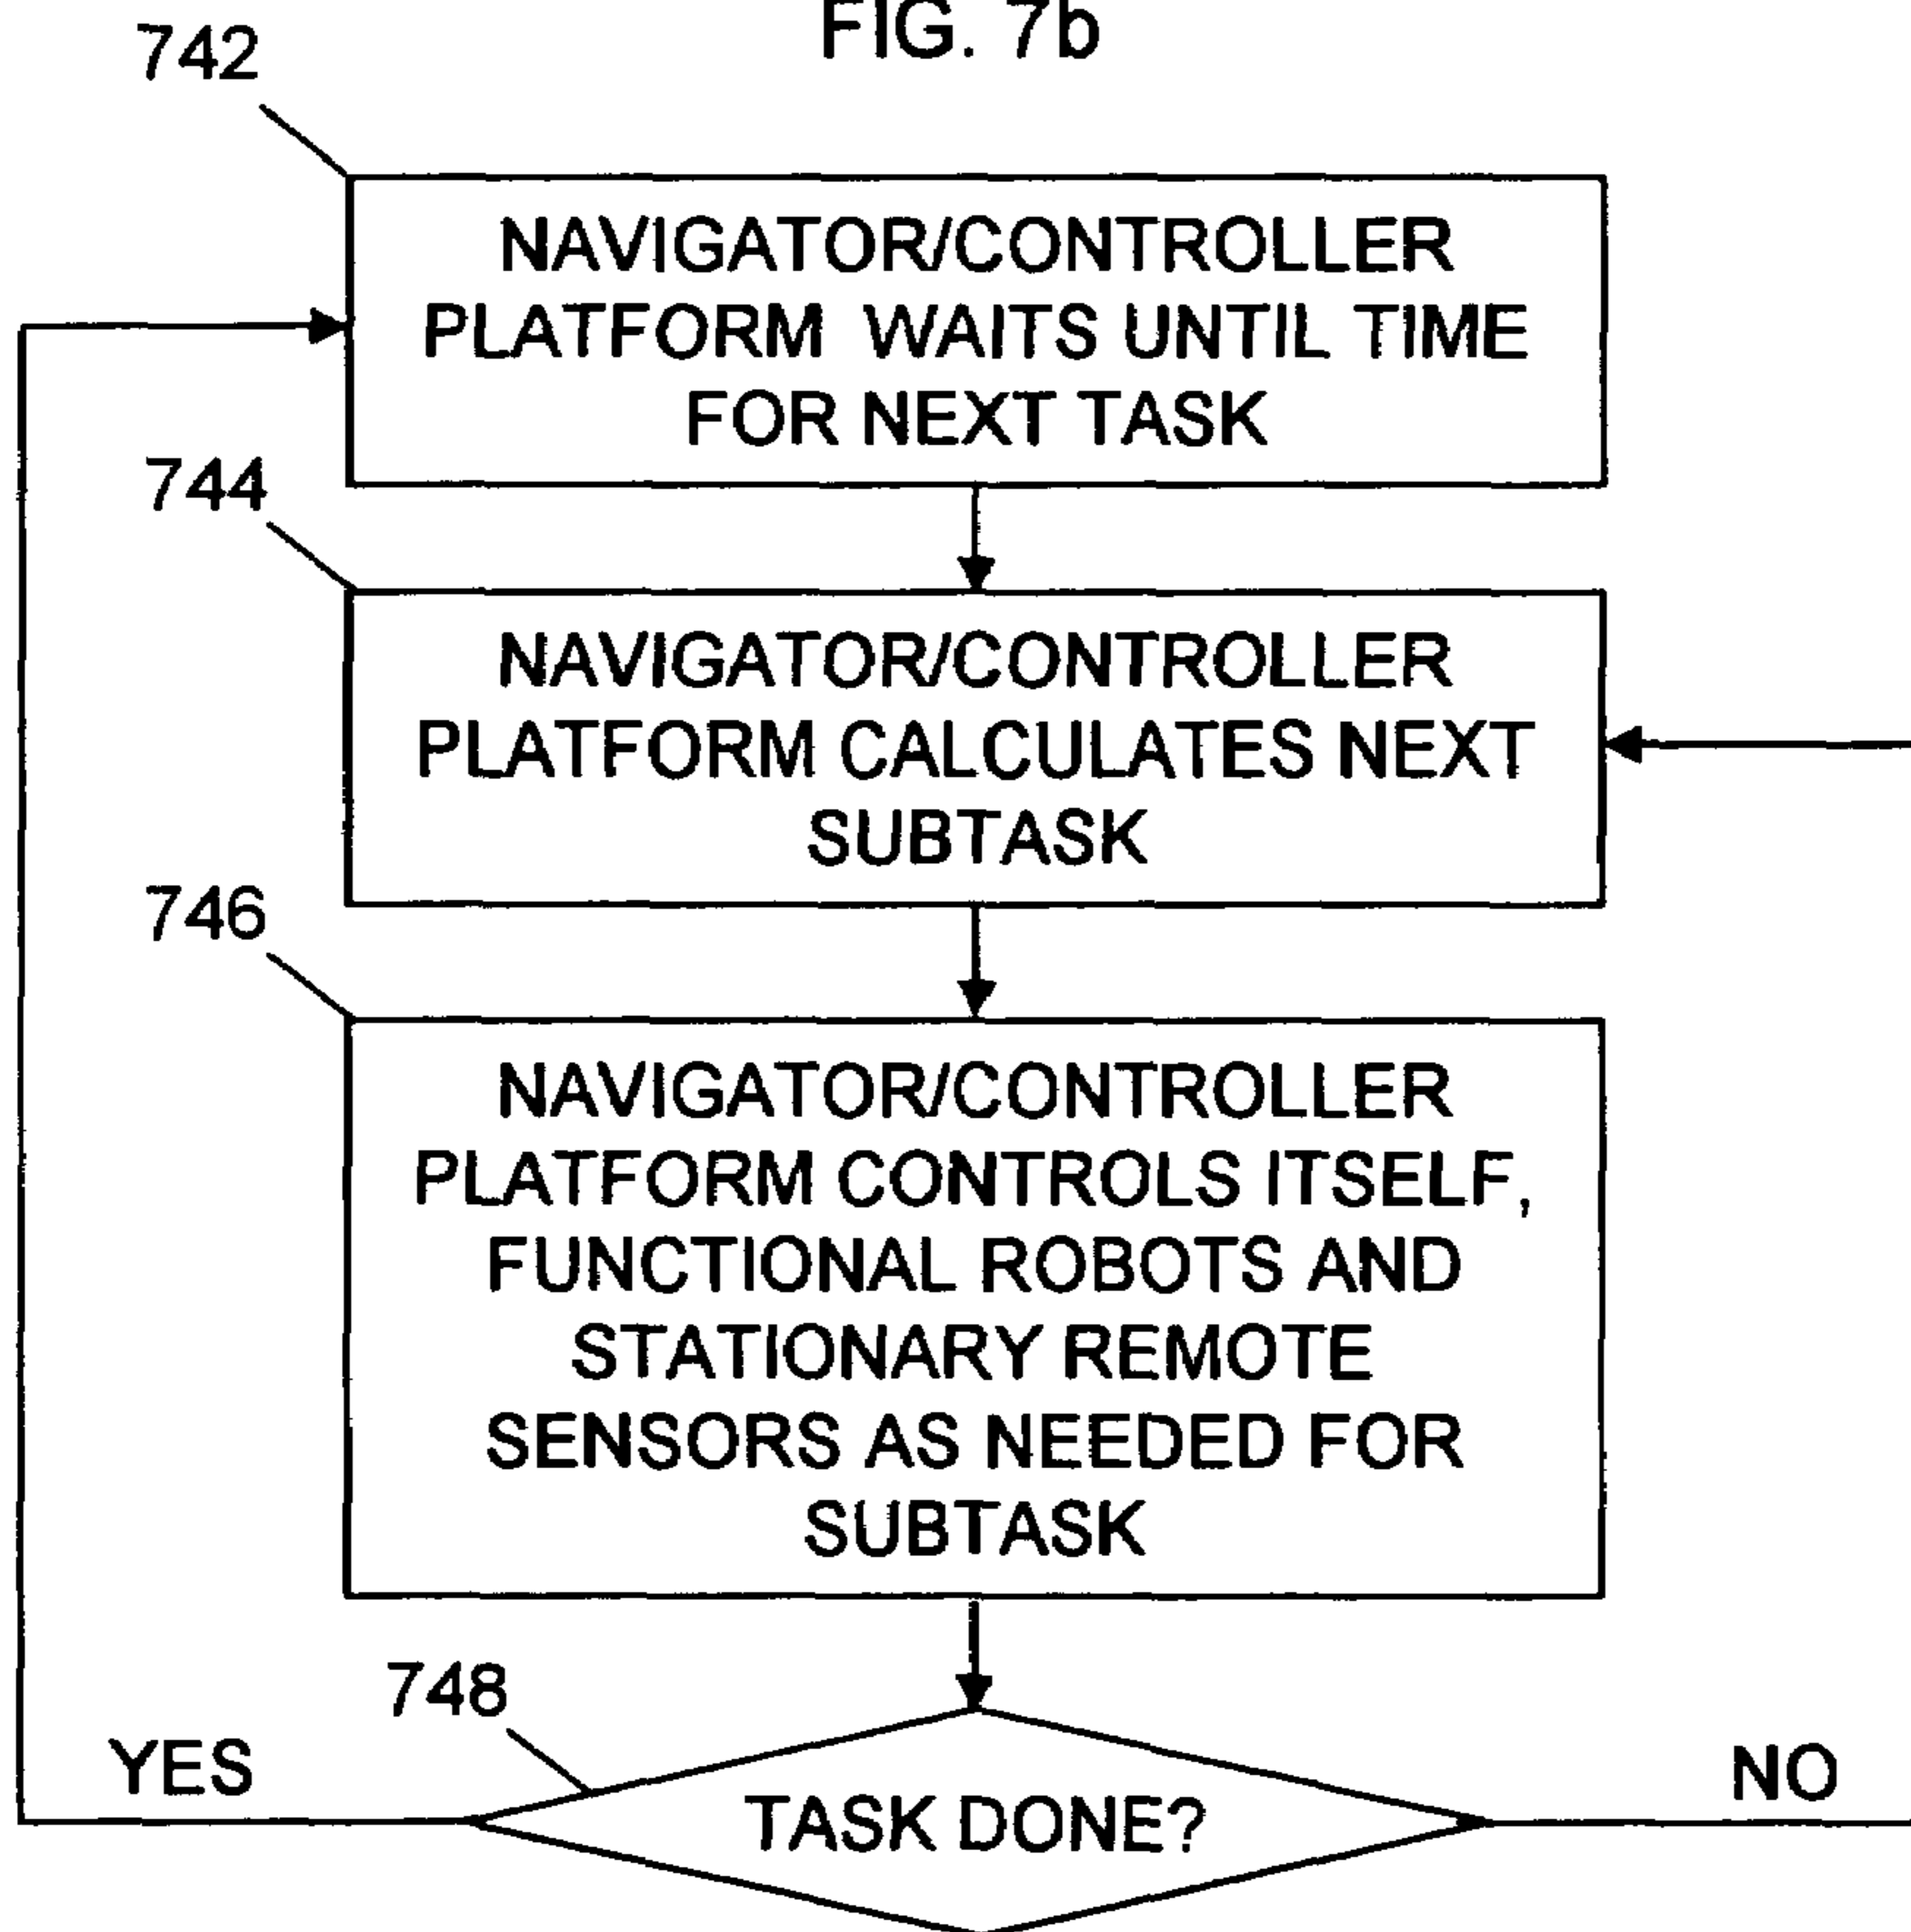 FIG. 7b
742
NAVIGATOR/CONTROLLER
PLATFORM WAITS UNTIL TIME
FOR NEXT TASK
744
NAVIGATOR/CONTROLLER
PLATFORM CALCULATES NEXT
SUBTASK
746
NAVIGATOR/CONTROLLER
PLATFORM CONTROLS ITSELF,
FUNCTIONAL ROBOTS AND
STATIONARY REMOTE
SENSORS AS NEEDED FOR
SUBTASK
748
YES
TASK DONE?
NO